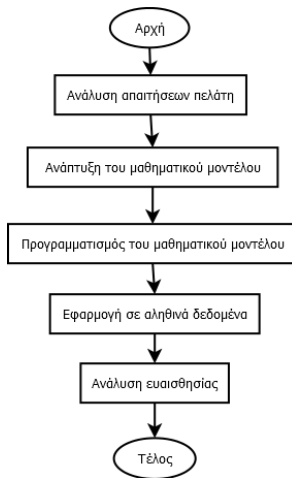 Αρχή
Ανάλυση απαιτήσεων πελάτη
Ανάπτυξη του μαθηματικού μοντέλου
Προγραμματισμός του μαθηματικού μοντέλου
Εφαρμογή σε αληθινά δεδομένα
Ανάλυση ευαισθησίας
Τέλος